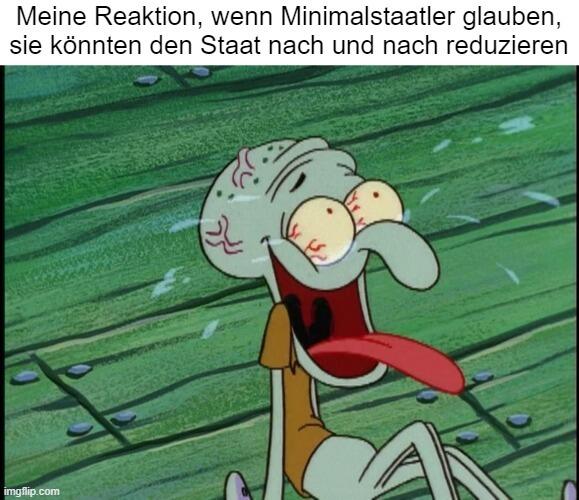 Meine Reaktion, wenn Minimalstaatler glauben,
sie könnten den Staat nach und nach reduzieren
imgflip.com